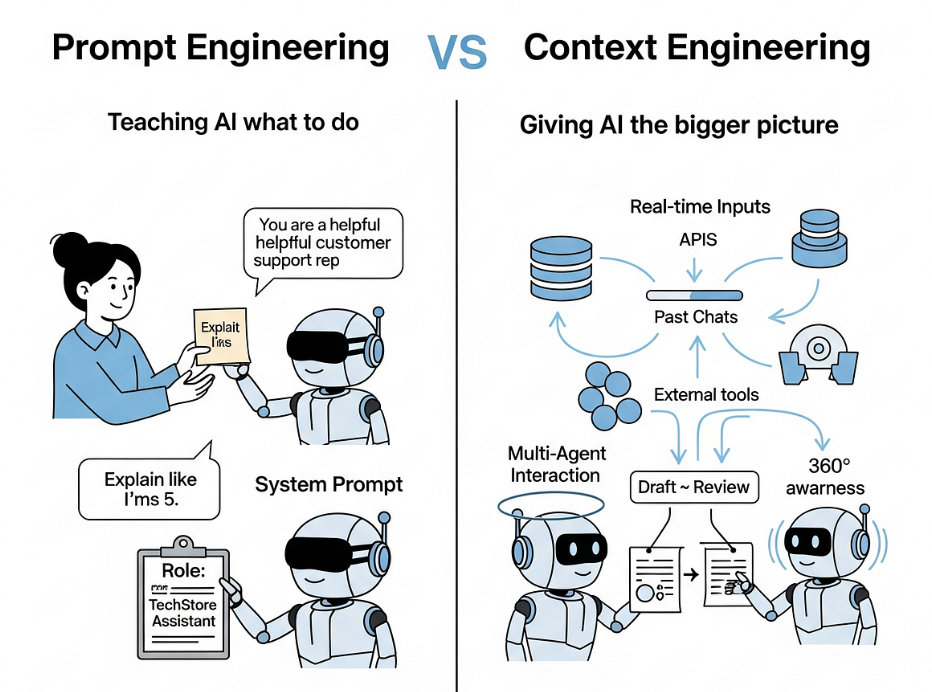 Prompt Engineering
VS
Context Engineering
Teaching AI what to do
You are a helpful
helpfful customer
support rep
Explait
Explain like
I'ms 5.
System Prompt
Role:
TechStore
Assistant
Giving AI the bigger picture
Real-time Inputs
APIS
Past Chats
External tools
Multi-Agent
Interaction
Draft ~ Review
360°
awarness